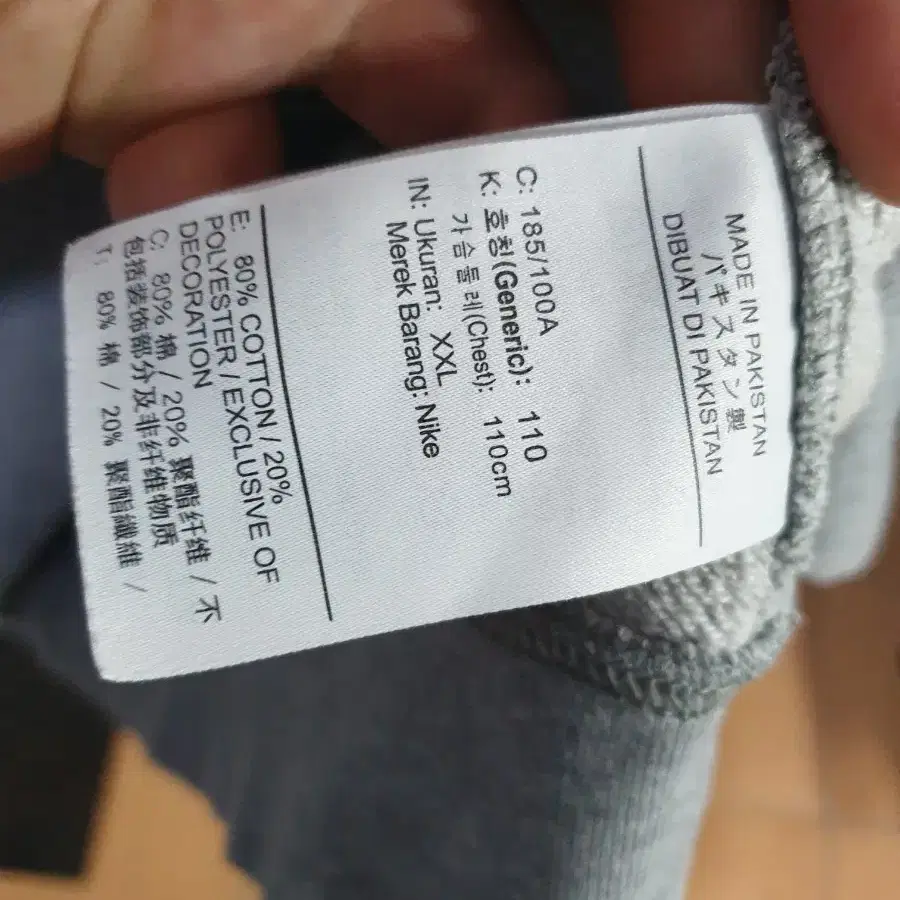 MADE IN PAKISTAN
パキスタン製
DIBUAT DI PAKISTAN
C: 185/100A
K: 호칭(Generic): 110
가슴둘레(Chest): 110cm
IN: Ukuran: XXL
Merek Barang: Nike
E: 80% COTTON / 20%
POLYESTER / EXCLUSIVE OF
DECORATION
C: 80% 棉 / 20% 聚酯纤维 / 不
包括装饰部分及非纤维物质
T: 80% 棉 / 20% 聚酯纖維 /